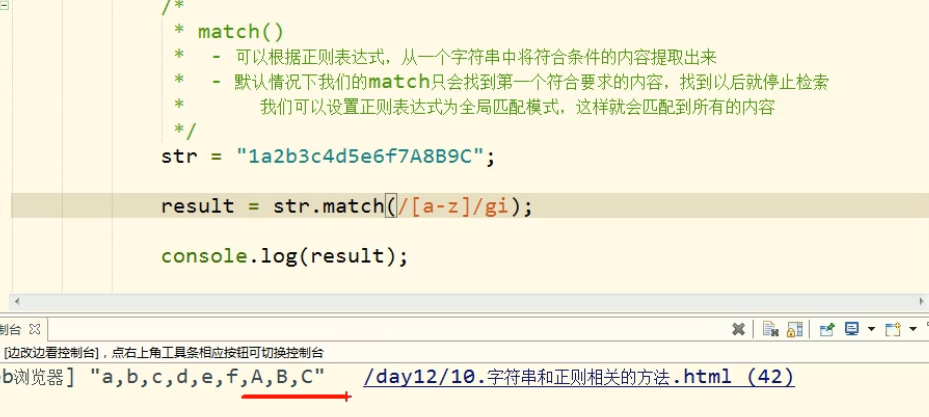 /*
* match()
* - 可以根据正则表达式，从一个字符串中将符合条件的内容提取出来
* - 默认情况下我们的match只会找到第一个符合要求的内容，找到以后就停止检索
* 我们可以设置正则表达式为全局匹配模式，这样就会匹配到所有的内容
*/
str = "1a2b3c4d5e6f7A8B9C";
result = str.match(/[a-z]/gi);
console.log(result);
制台
[边改边看控制台]，点右上角工具条相应按钮可切换控制台
eb浏览器] "a,b,c,d,e,f,A,B,C" /day12/10.字符串和正则相关的方法.html (42)